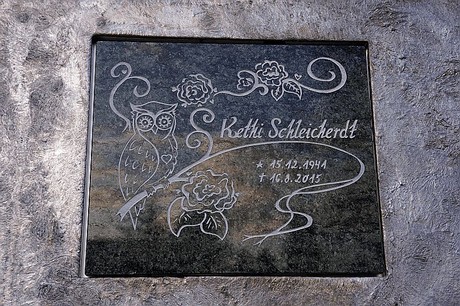 Kethi Schleicherdt
* 15.12.1941
† 16.8.2015